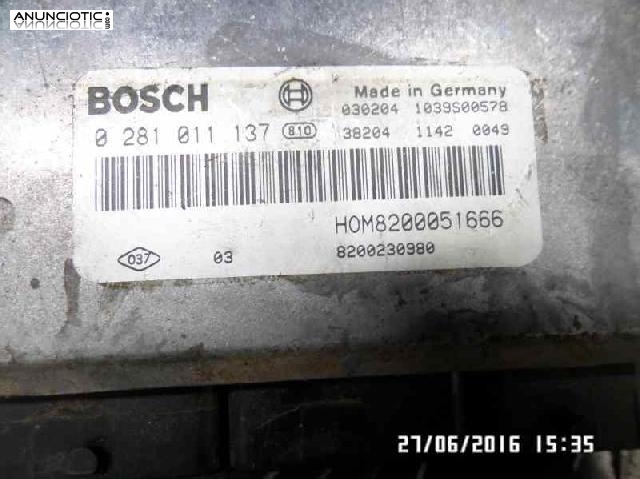 ANUNCIOTIC.com
BOSCH
Made in Germany
030204 1039S00578
0 281 011 137 810 38204 1142 0049
HOM8200051666
037 03 8200230980
27/06/2016 15:35